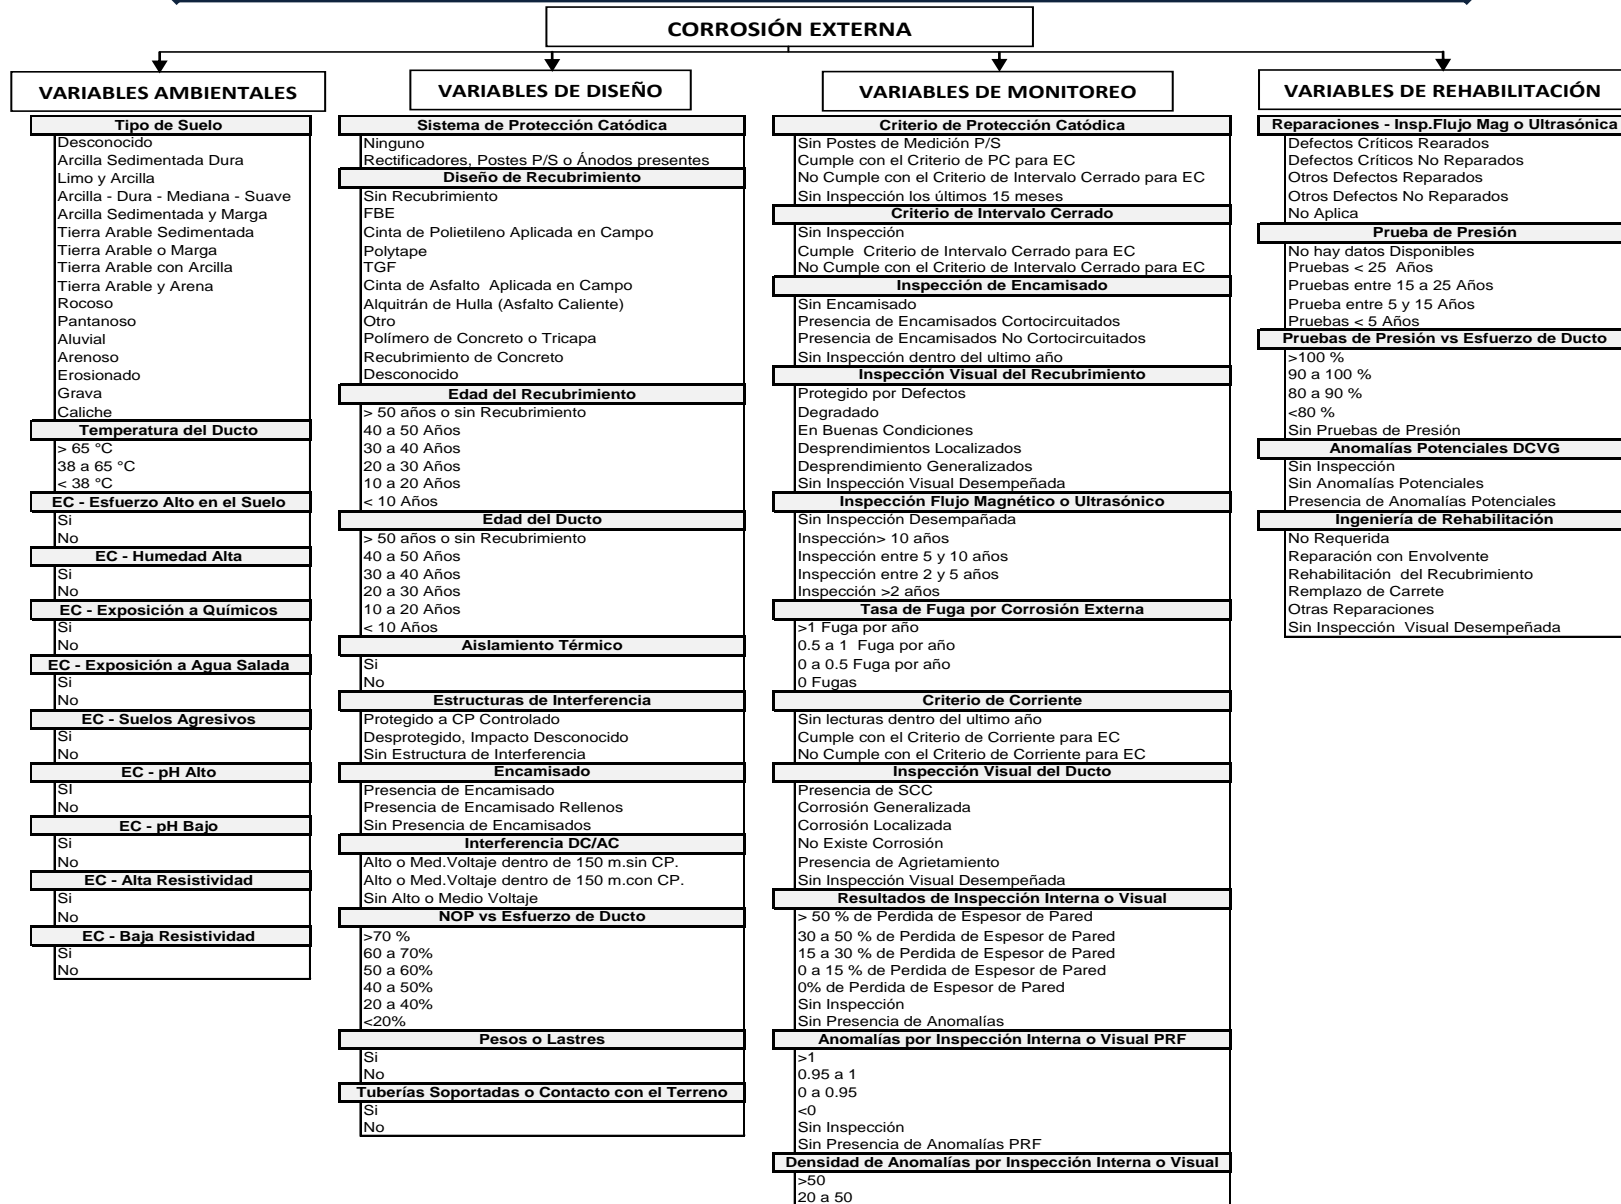 CORROSIÓN EXTERNA
VARIABLES AMBIENTALES
Tipo de Suelo
Desconocido
Arcilla Sedimentada Dura
Limo y Arcilla
Arcilla - Dura - Mediana - Suave
Arcilla Sedimentada y Marga
Tierra Arable Sedimentada
Tierra Arable o Marga
Tierra Arable con Arcilla
Tierra Arable y Arena
Rocoso
Pantanoso
Aluvial
Arenoso
Erosionado
Grava
Caliche
Temperatura del Ducto
> 65 °C
38 a 65 °C
< 38 °C
EC - Esfuerzo Alto en el Suelo
Si
No
EC - Humedad Alta
Si
No
EC - Exposición a Químicos
Si
No
EC - Exposición a Agua Salada
Si
No
EC - Suelos Agresivos
Si
No
EC - pH Alto
SI
No
EC - pH Bajo
Si
No
EC - Alta Resistividad
Si
No
EC - Baja Resistividad
Si
No
VARIABLES DE DISEÑO
Sistema de Protección Catódica
Ninguno
Rectificadores, Postes P/S o Ánodos presentes
Diseño de Recubrimiento
Sin Recubrimiento
FBE
Cinta de Polietileno Aplicada en Campo
Polytape
TGF
Cinta de Asfalto Aplicada en Campo
Alquitrán de Hulla (Asfalto Caliente)
Otro
Polímero de Concreto o Tricapa
Recubrimiento de Concreto
Desconocido
Edad del Recubrimiento
> 50 años o sin Recubrimiento
40 a 50 Años
30 a 40 Años
20 a 30 Años
10 a 20 Años
< 10 Años
Edad del Ducto
> 50 años o sin Recubrimiento
40 a 50 Años
30 a 40 Años
20 a 30 Años
10 a 20 Años
< 10 Años
Aislamiento Térmico
Si
No
Estructuras de Interferencia
Protegido a CP Controlado
Desprotegido, Impacto Desconocido
Sin Estructura de Interferencia
Encamisado
Presencia de Encamisado
Presencia de Encamisado Rellenos
Sin Presencia de Encamisados
Interferencia DC/AC
Alto o Med.Voltaje dentro de 150 m.sin CP.
Alto o Med.Voltaje dentro de 150 m.con CP.
Sin Alto o Medio Voltaje
NOP vs Esfuerzo de Ducto
>70 %
60 a 70%
50 a 60%
40 a 50%
20 a 40%
<20%
Pesos o Lastres
Si
No
Tuberías Soportadas o Contacto con el Terreno
Si
No
VARIABLES DE MONITOREO
Criterio de Protección Catódica
Sin Postes de Medición P/S
Cumple con el Criterio de PC para EC
No Cumple con el Criterio de Intervalo Cerrado para EC
Sin Inspección los últimos 15 meses
Criterio de Intervalo Cerrado
Sin Inspección
Cumple Criterio de Intervalo Cerrado para EC
No Cumple con el Criterio de Intervalo Cerrado para EC
Inspección de Encamisado
Sin Encamisado
Presencia de Encamisados Cortocircuitados
Presencia de Encamisados No Cortocircuitados
Sin Inspección dentro del ultimo año
Inspección Visual del Recubrimiento
Protegido por Defectos
Degradado
En Buenas Condiciones
Desprendimientos Localizados
Desprendimiento Generalizados
Sin Inspección Visual Desempeñada
Inspección Flujo Magnético o Ultrasónico
Sin Inspección Desempañada
Inspección> 10 años
Inspección entre 5 y 10 años
Inspección entre 2 y 5 años
Inspección >2 años
Tasa de Fuga por Corrosión Externa
>1 Fuga por año
0.5 a 1 Fuga por año
0 a 0.5 Fuga por año
0 Fugas
Criterio de Corriente
Sin lecturas dentro del ultimo año
Cumple con el Criterio de Corriente para EC
No Cumple con el Criterio de Corriente para EC
Inspección Visual del Ducto
Presencia de SCC
Corrosión Generalizada
Corrosión Localizada
No Existe Corrosión
Presencia de Agrietamiento
Sin Inspección Visual Desempeñada
Resultados de Inspección Interna o Visual
> 50 % de Perdida de Espesor de Pared
30 a 50 % de Perdida de Espesor de Pared
15 a 30 % de Perdida de Espesor de Pared
0 a 15 % de Perdida de Espesor de Pared
0% de Perdida de Espesor de Pared
Sin Inspección
Sin Presencia de Anomalías
Anomalías por Inspección Interna o Visual PRF
>1
0.95 a 1
0 a 0.95
<0
Sin Inspección
Sin Presencia de Anomalías PRF
Densidad de Anomalías por Inspección Interna o Visual
>50
20 a 50
VARIABLES DE REHABILITACIÓN
Reparaciones - Insp.Flujo Mag o Ultrasónica
Defectos Críticos Rearados
Defectos Críticos No Reparados
Otros Defectos Reparados
Otros Defectos No Reparados
No Aplica
Prueba de Presión
No hay datos Disponibles
Pruebas < 25 Años
Pruebas entre 15 a 25 Años
Prueba entre 5 y 15 Años
Pruebas < 5 Años
Pruebas de Presión vs Esfuerzo de Ducto
>100 %
90 a 100 %
80 a 90 %
<80 %
Sin Pruebas de Presión
Anomalías Potenciales DCVG
Sin Inspección
Sin Anomalías Potenciales
Presencia de Anomalías Potenciales
Ingeniería de Rehabilitación
No Requerida
Reparación con Envolvente
Rehabilitación del Recubrimiento
Remplazo de Carrete
Otras Reparaciones
Sin Inspección Visual Desempeñada